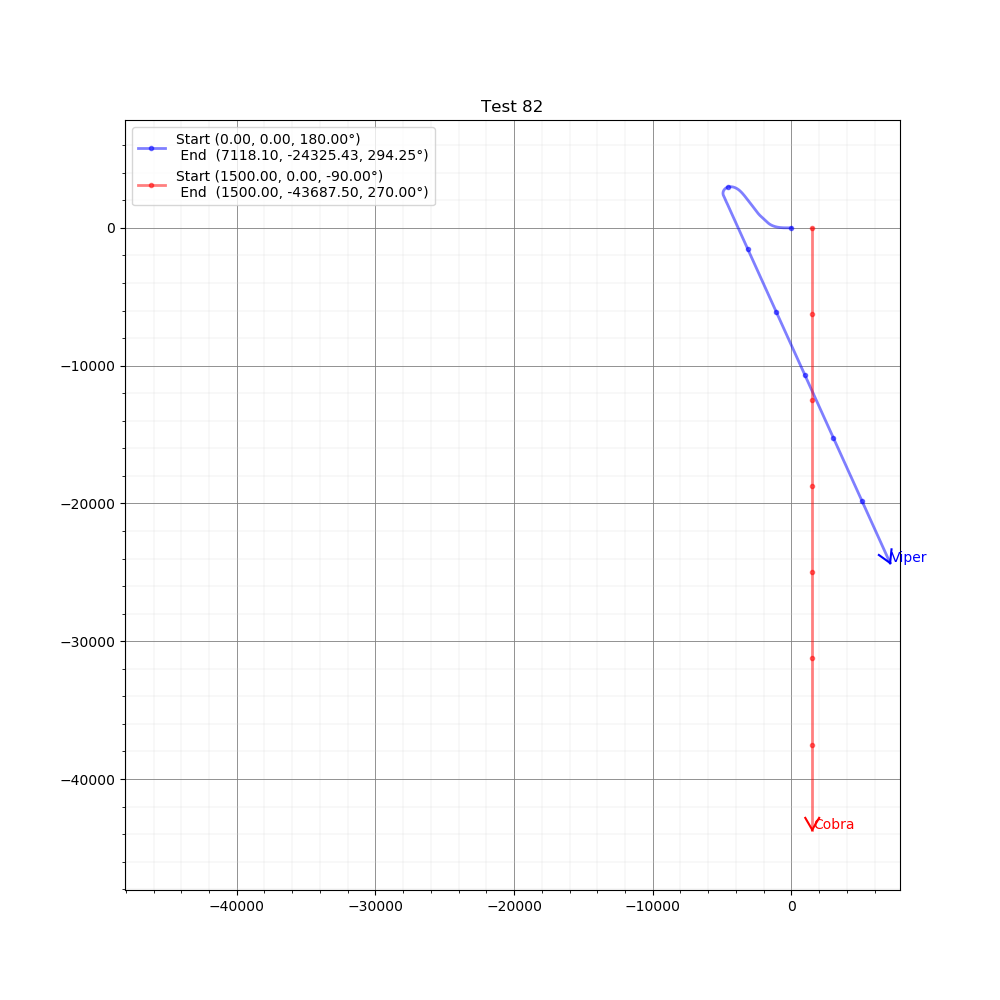 Test 82
Start (0.00, 0.00, 180.00°)
End  (7118.10, -24325.43, 294.25°)
Start (1500.00, 0.00, -90.00°)
End  (1500.00, -43687.50, 270.00°)
0
−10000
−20000
−30000
−40000
Viper
Cobra
−40000
−30000
−20000
−10000
0